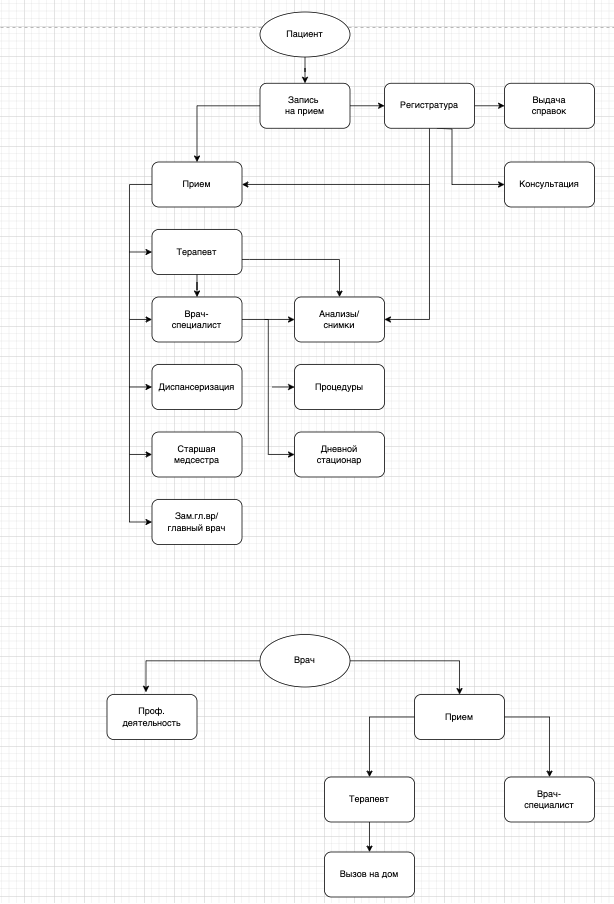 Пациент
Запись
на прием
Регистратура
Выдача
справок
Прием
Консультация
Терапевт
Врач-
специалист
Анализы/
снимки
Диспансеризация
Процедуры
Старшая
медсестра
Дневной
стационар
Зам.гл.вр/
главный врач
Врач
Проф.
деятельность
Прием
Терапевт
Врач-
специалист
Вызов на дом